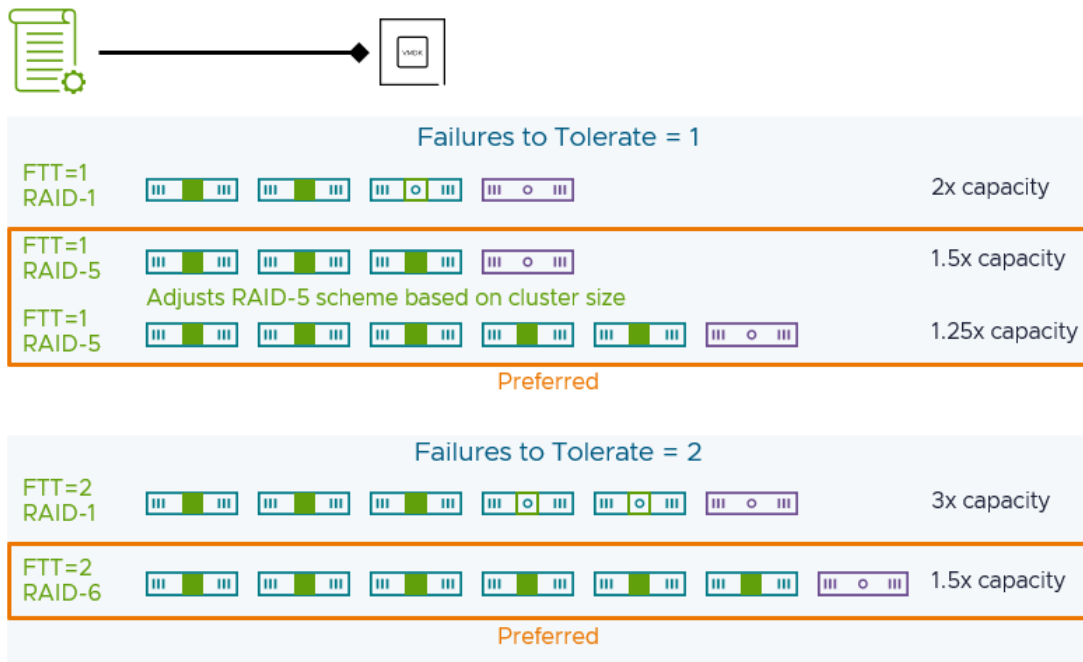 VMDK
Failures to Tolerate = 1
FTT=1
RAID-1
2x capacity
FTT=1
RAID-5
1.5x capacity
Adjusts RAID-5 scheme based on cluster size
FTT=1
RAID-5
1.25x capacity
Preferred
Failures to Tolerate = 2
FTT=2
RAID-1
3x capacity
FTT=2
RAID-6
1.5x capacity
Preferred